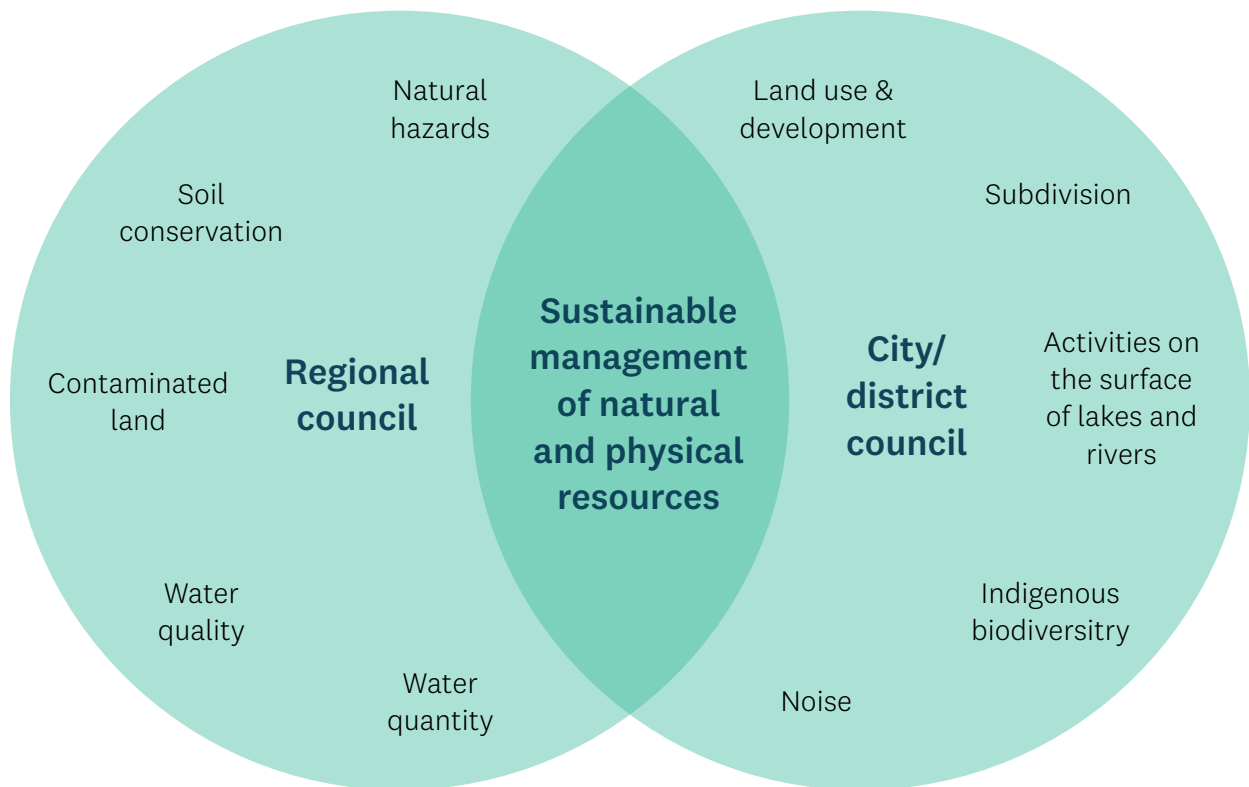 Natural
hazards
Soil
conservation
Contaminated
land
Regional
council
Water
quality
Water
quantity
Sustainable
management
of natural
and physical
resources
Land use &
development
Subdivision
City/
district
council
Activities on
the surface
of lakes and
rivers
Indigenous
biodiversitry
Noise